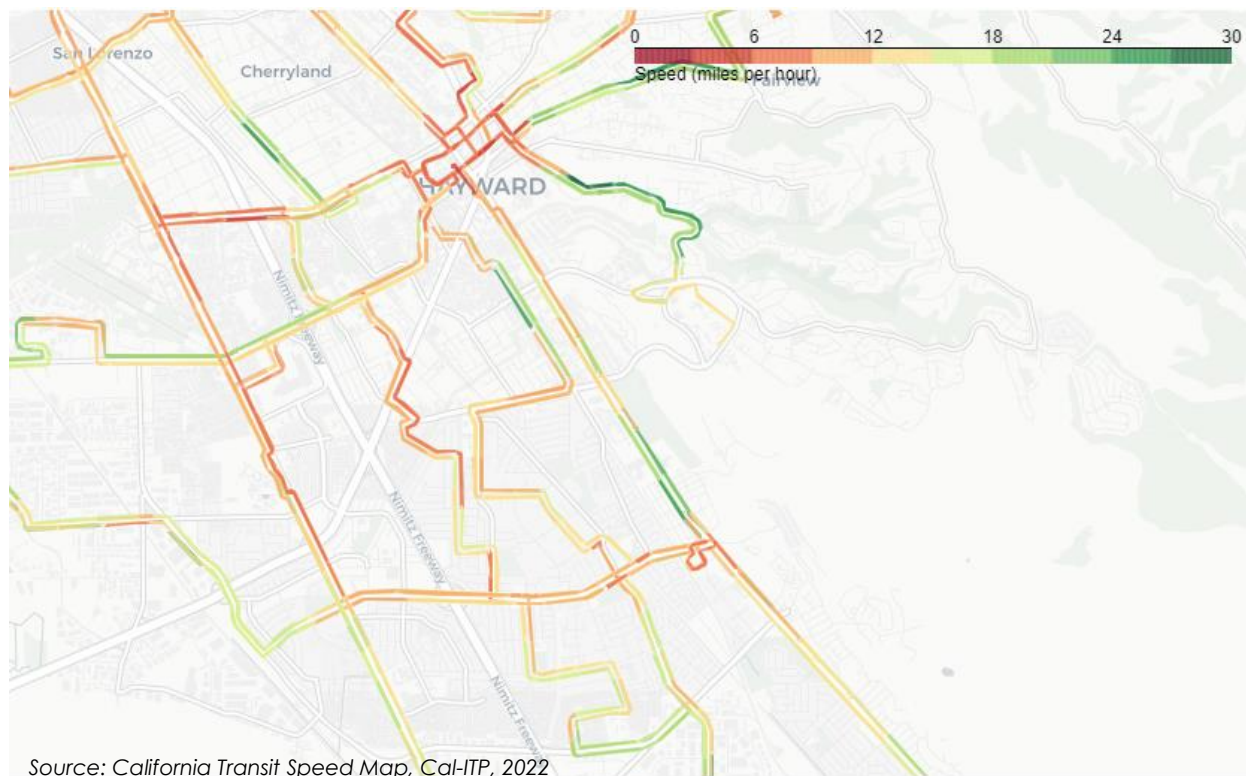 San Lorenzo
Cherryland
0 6 12 18 24 30
Speed (miles per hour)
Fairview
HAYWARD
Nimitz Freeway
Nimitz Freeway
Nimitz Freeway
Source: California Transit Speed Map, Cal-ITP, 2022